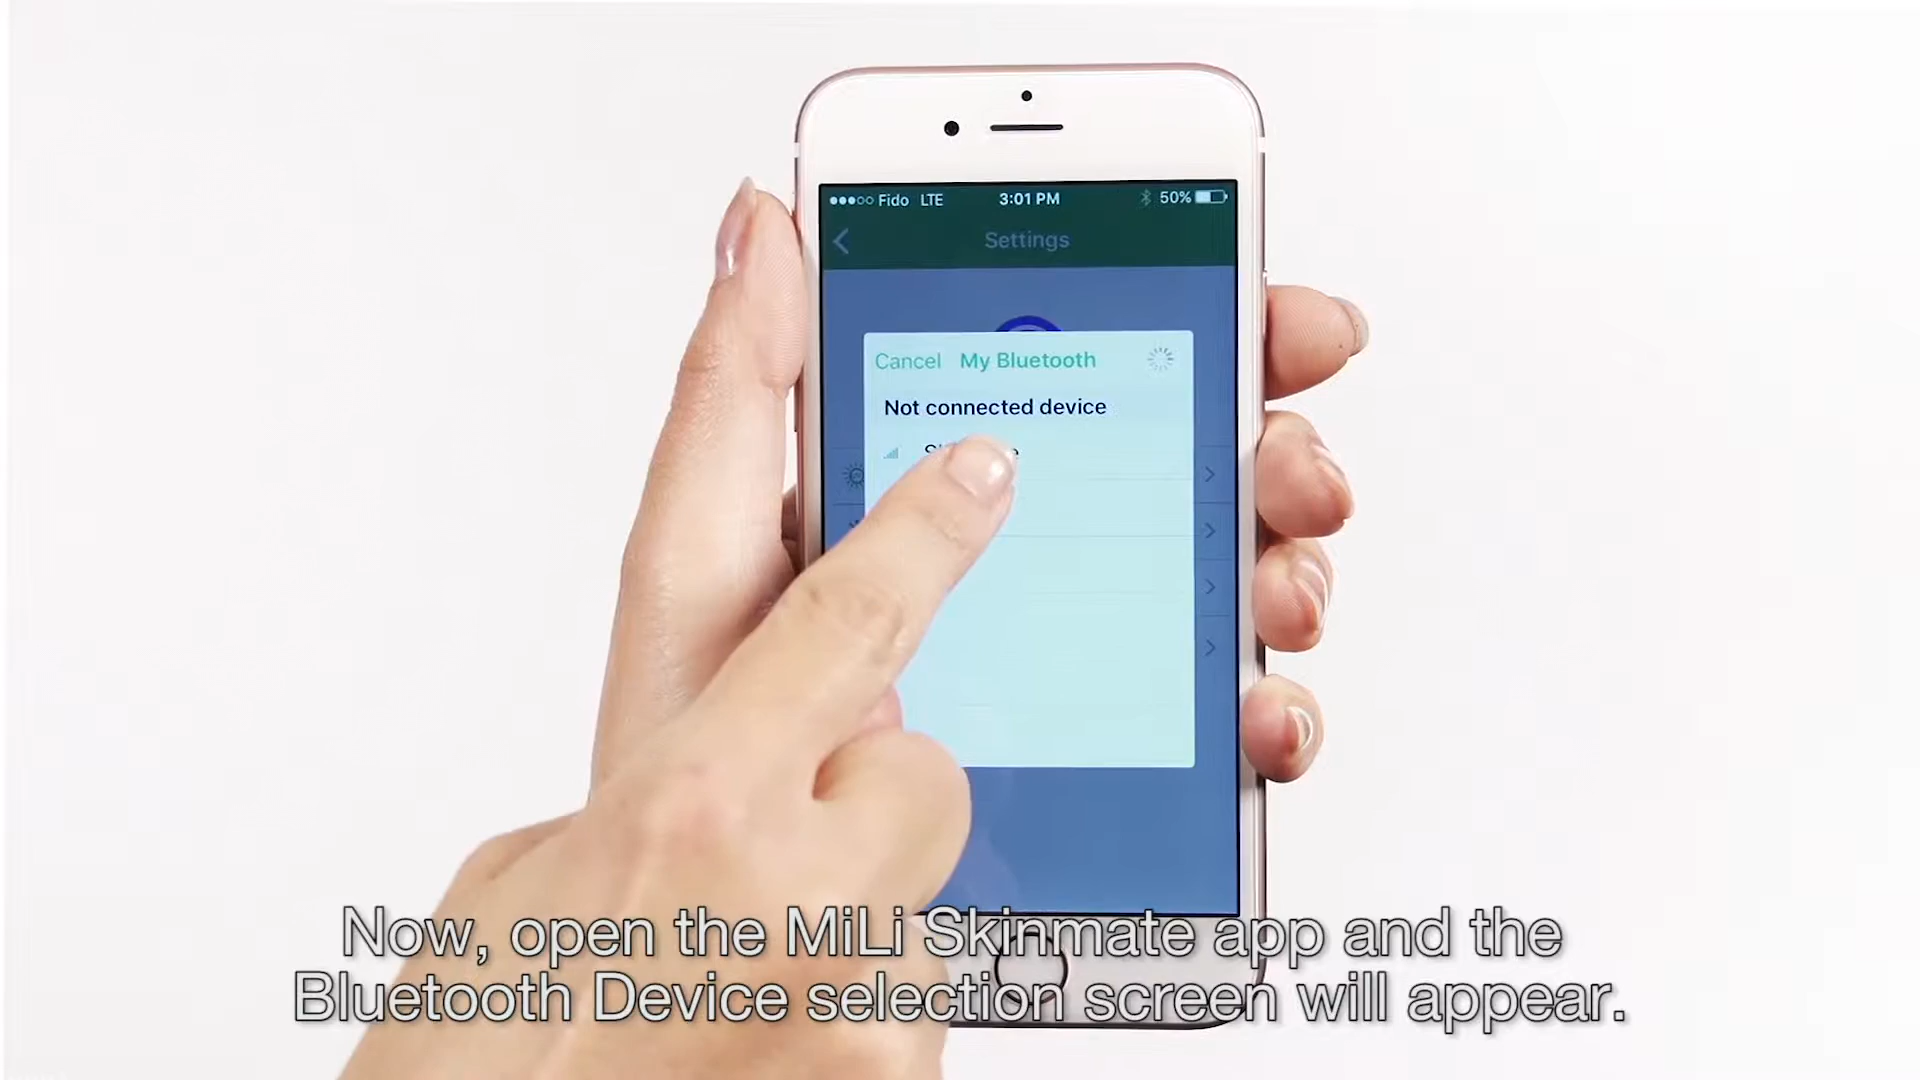 Fido LTE 3:01 PM 50%
Settings
Cancel My Bluetooth
Not connected device
Now, open the MiLi Skinmate app and the
Bluetooth Device selection screen will appear.